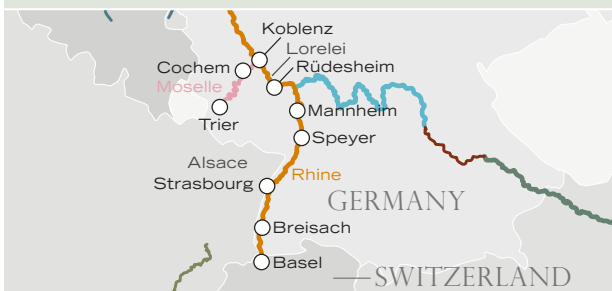 Koblenz
Lorelei
Cochem
Rüdesheim
Moselle
Mannheim
Trier
Speyer
Alsace
Strasbourg
Rhine
GERMANY
Breisach
Basel
SWITZERLAND